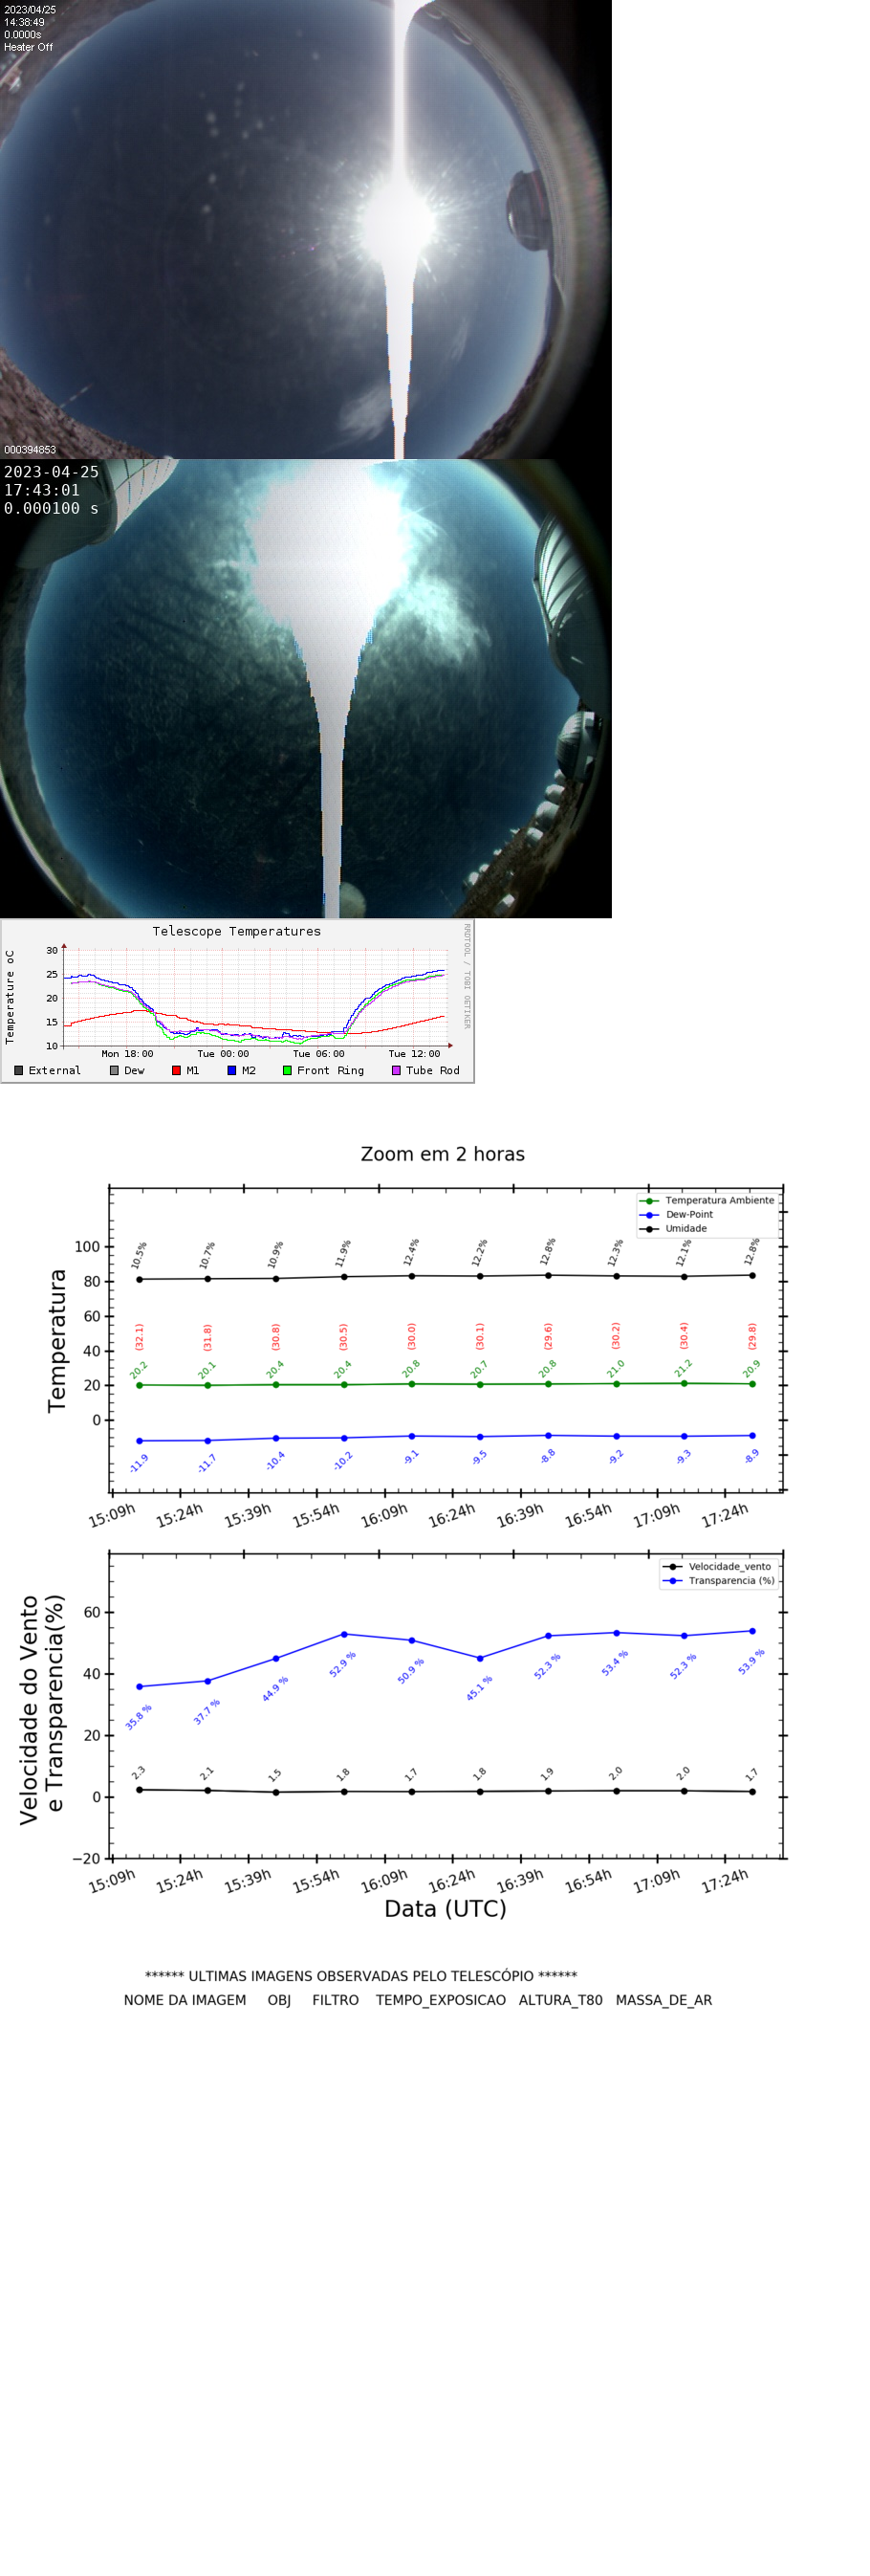 2023/04/25
14:38:49
0.0000s
Heater Off
000394853
2023-04-25
17:43:01
0.000100 s
Telescope Temperatures
RRDTOOL / TOBI OETIKER
Temperature oC
30
25
20
15
10
Mon 18:00 Tue 00:00 Tue 06:00 Tue 12:00
External Dew M1 M2 Front Ring Tube Rod
Zoom em 2 horas
Temperatura Ambiente
Dew-Point
Umidade
Temperatura
100
80
60
40
20
0
10.5% 10.7% 10.9% 11.9% 12.4% 12.2% 12.8% 12.3% 12.1% 12.8%
(32.1) (31.8) (30.8) (30.5) (30.0) (30.1) (29.6) (30.2) (30.4) (29.8)
20.2 20.1 20.4 20.4 20.8 20.7 20.8 21.0 21.2 20.9
-11.9 -11.7 -10.4 -10.2 -9.1 -9.5 -8.8 -9.2 -9.3 -8.9
15:09h 15:24h 15:39h 15:54h 16:09h 16:24h 16:39h 16:54h 17:09h 17:24h
Velocidade_vento
Transparencia (%)
Velocidade do Vento
e Transparencia(%)
60
40
20
0
−20
35.8 % 37.7 % 44.9 % 52.9 % 50.9 % 45.1 % 52.3 % 53.4 % 52.3 % 53.9 %
2.3 2.1 1.5 1.8 1.7 1.8 1.9 2.0 2.0 1.7
15:09h 15:24h 15:39h 15:54h 16:09h 16:24h 16:39h 16:54h 17:09h 17:24h
Data (UTC)
****** ULTIMAS IMAGENS OBSERVADAS PELO TELESCÓPIO ******
NOME DA IMAGEM OBJ FILTRO TEMPO_EXPOSICAO ALTURA_T80 MASSA_DE_AR